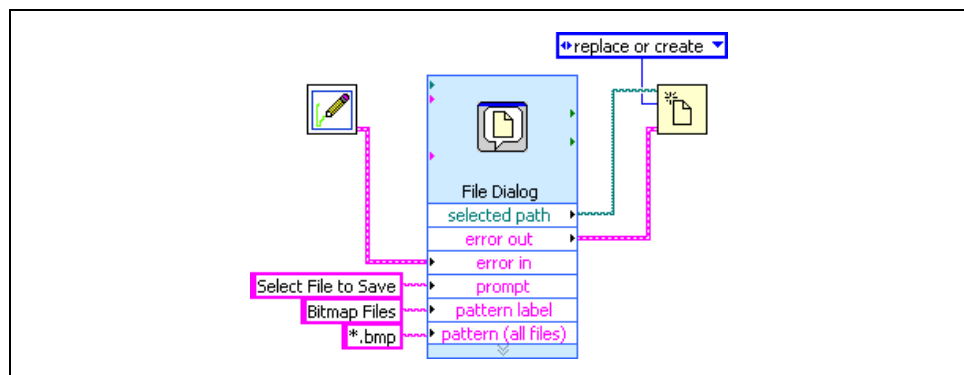 replace or create
File Dialog
selected path
error out
error in
Select File to Save
prompt
Bitmap Files
pattern label
*.bmp
pattern (all files)